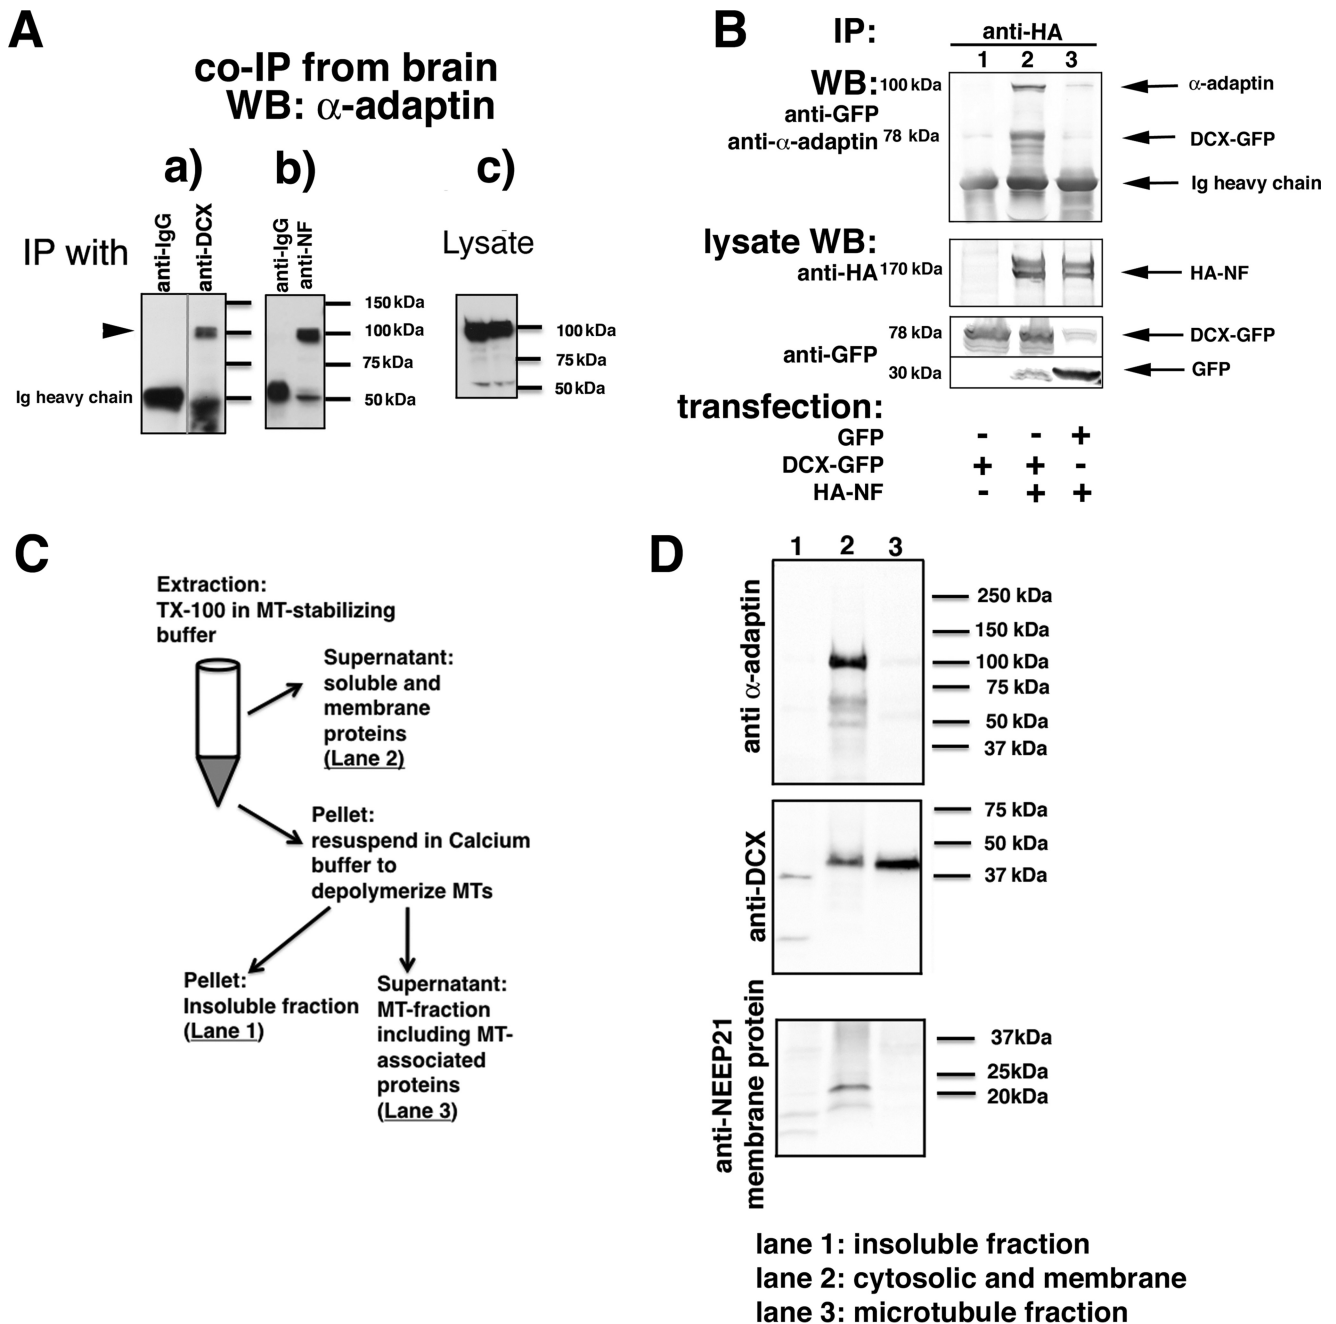 A
co-IP from brain
WB: α-adaptin
a)
b)
c)
IP with
anti-IgG
anti-DCX
anti-IgG
anti-NF
Lysate
150 kDa
100 kDa
75 kDa
50 kDa
Ig heavy chain
100 kDa
75 kDa
50 kDa
B
IP:
anti-HA
1 2 3
WB:
anti-GFP
anti-α-adaptin
100 kDa
78 kDa
α-adaptin
DCX-GFP
Ig heavy chain
lysate WB:
anti-HA 170 kDa
HA-NF
anti-GFP
78 kDa
30 kDa
DCX-GFP
GFP
transfection:
GFP - - +
DCX-GFP + + -
HA-NF - + +
C
Extraction:
TX-100 in MT-stabilizing
buffer
Supernatant:
soluble and
membrane
proteins
(Lane 2)
Pellet:
resuspend in Calcium
buffer to
depolymerize MTs
Pellet:
Insoluble fraction
(Lane 1)
Supernatant:
MT-fraction
including MT-
associated
proteins
(Lane 3)
D
1 2 3
anti α-adaptin
250 kDa
150 kDa
100 kDa
75 kDa
50 kDa
37 kDa
anti-DCX
75 kDa
50 kDa
37 kDa
anti-NEEP21
membrane protein
37kDa
25kDa
20kDa
lane 1: insoluble fraction
lane 2: cytosolic and membrane
lane 3: microtubule fraction